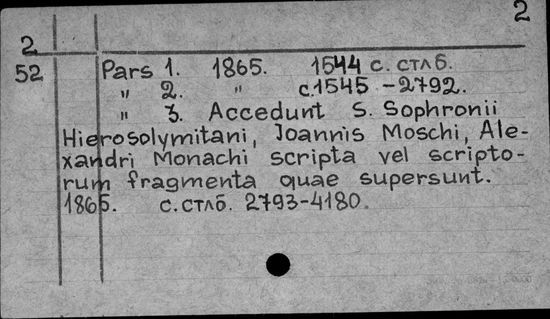 2
2
52 Pars 1. 1865. 1544 с. стлб.
" 2. " с. 1545 - 2792.
" 3. Accedunt S. Sophronii
Hierosolymitani, Joannis Moschi, Ale-
xandri Monachi scripta vel scripto-
rum fragmenta quae supersunt.
1865. с. стлб. 2793-4180.